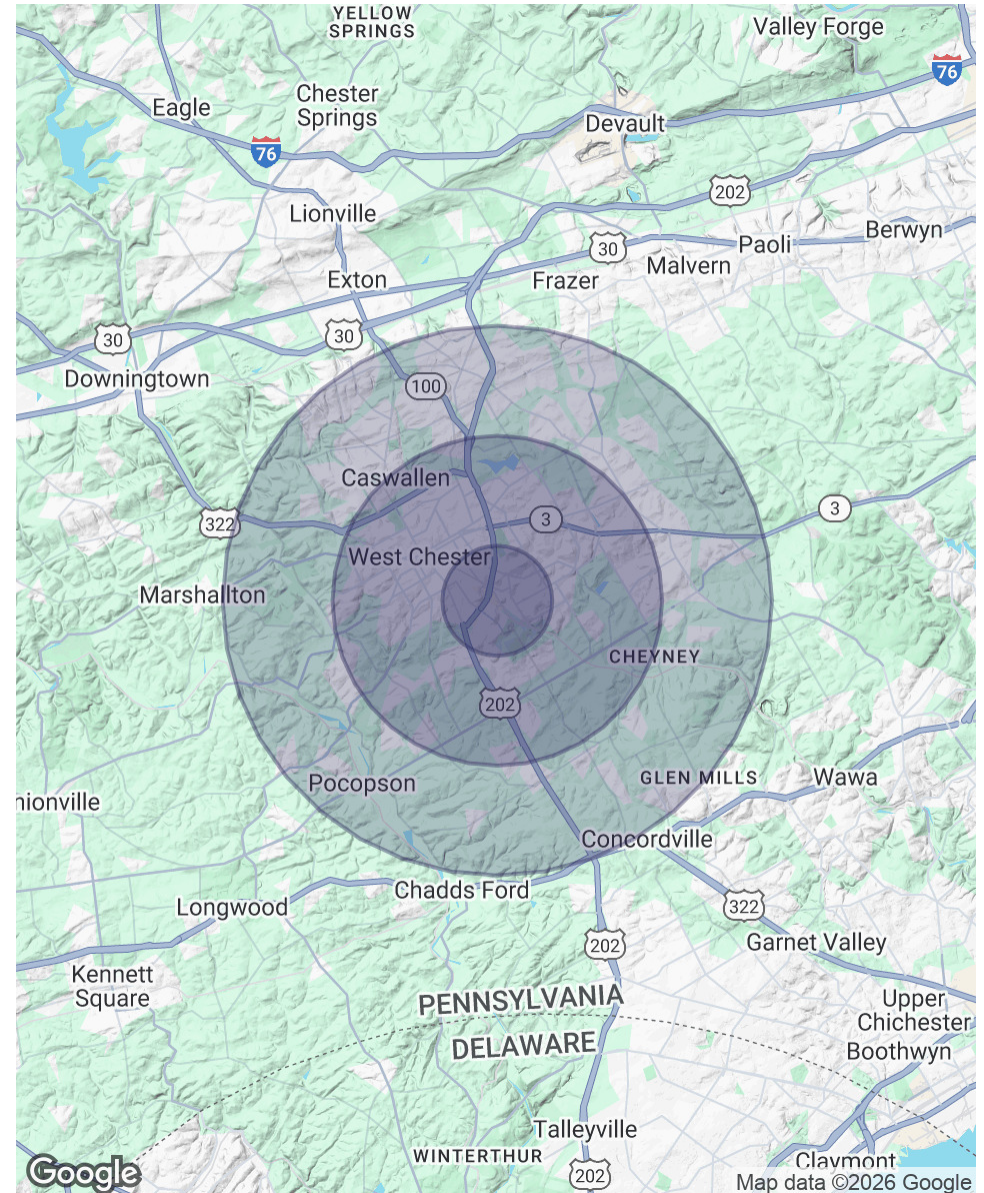 YELLOW
SPRINGS
Valley Forge
76
Eagle
Chester
Springs
Devault
76
202
Lionville
Berwyn
30
Paoli
Malvern
Exton
Frazer
30
30
Downingtown
100
Caswallen
3
3
322
West Chester
Marshallton
CHEYNEY
202
Pocopson
GLEN MILLS
Wawa
nionville
Concordville
Chadds Ford
Longwood
322
202
Garnet Valley
Kennett
Square
PENNSYLVANIA
Upper
Chichester
DELAWARE
Boothwyn
Talleyville
WINTERTHUR
Claymont
202
Google
Map data ©2026 Google